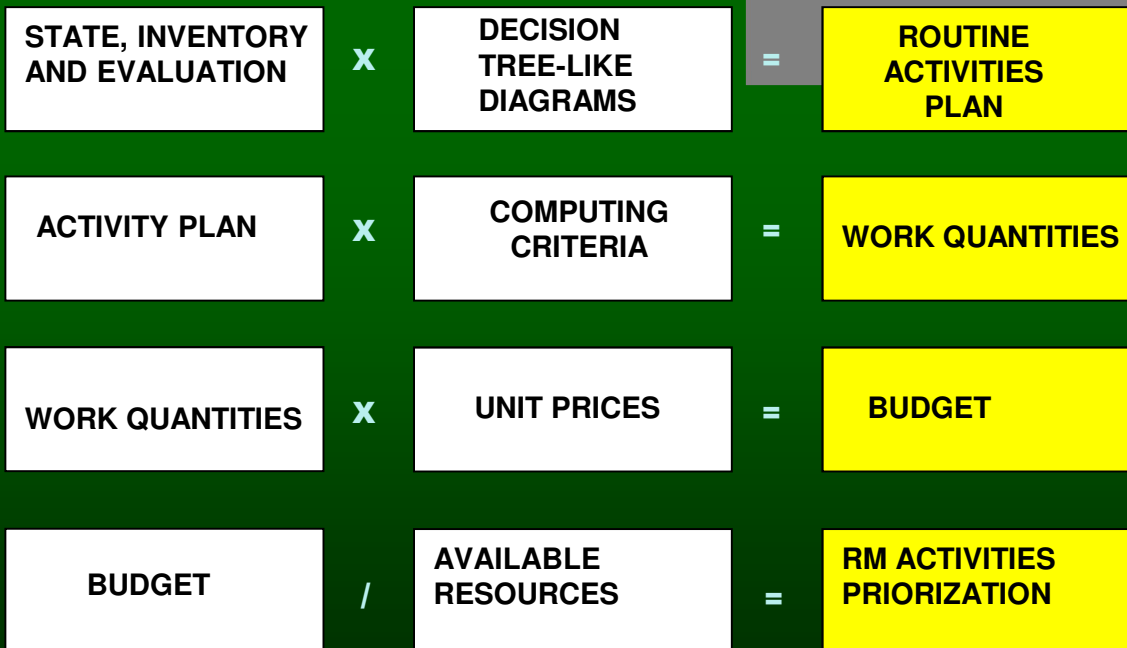 STATE, INVENTORY
AND EVALUATION
X
DECISION
TREE-LIKE
DIAGRAMS
=
ROUTINE
ACTIVITIES
PLAN
ACTIVITY PLAN
X
COMPUTING
CRITERIA
=
WORK QUANTITIES
WORK QUANTITIES
X
UNIT PRICES
=
BUDGET
BUDGET
/
AVAILABLE
RESOURCES
=
RM ACTIVITIES
PRIORIZATION